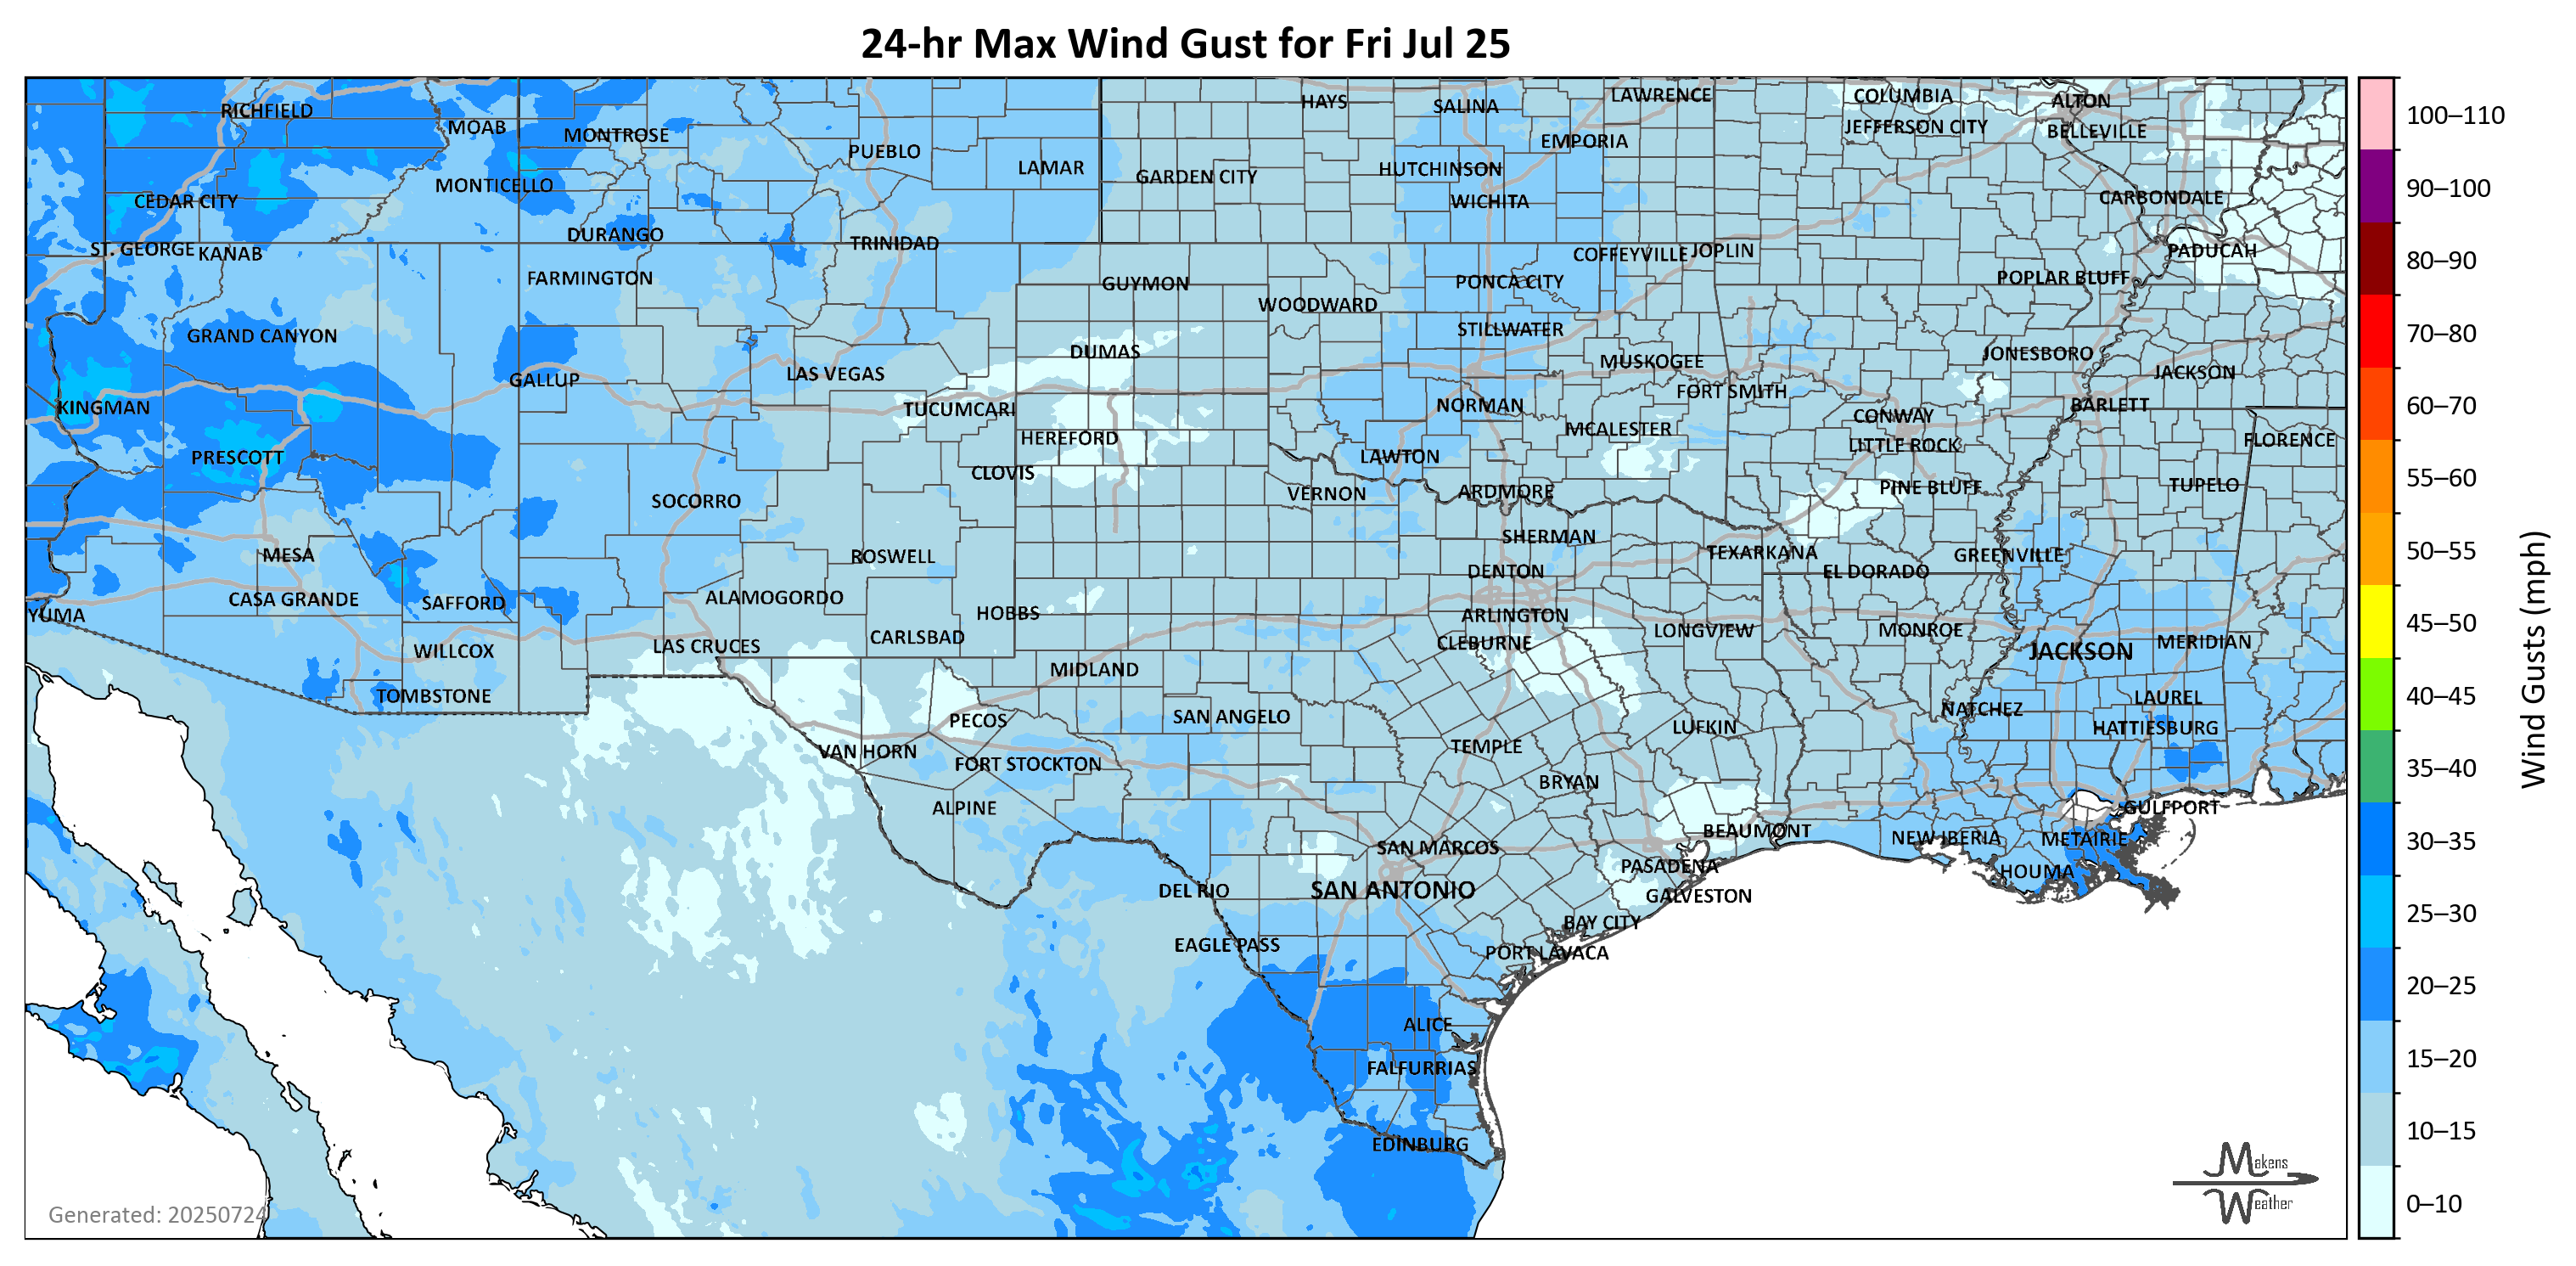 24-hr Max Wind Gust for Fri Jul 25
RICHFIELD
MOAB
MONTROSE
PUEBLO
LAMAR
HAYS
SALINA
LAWRENCE
COLUMBIA
ALTON
JEFFERSON CITY
BELLEVILLE
EMPORIA
MONTICELLO
GARDEN CITY
HUTCHINSON
CEDAR CITY
WICHITA
CARBONDALE
DURANGO
TRINIDAD
ST. GEORGE
KANAB
COFFEYVILLE
JOPLIN
PADUCAH
FARMINGTON
GUYMON
PONCA CITY
POPLAR BLUFF
WOODWARD
GRAND CANYON
STILLWATER
DUMAS
MUSKOGEE
JONESBORO
GALLUP
LAS VEGAS
JACKSON
FORT SMITH
KINGMAN
TUCUMCARI
NORMAN
BARLETT
CONWAY
HEREFORD
MCALESTER
LITTLE ROCK
FLORENCE
PRESCOTT
CLOVIS
LAWTON
SOCORRO
VERNON
ARDMORE
PINE BLUFF
TUPELO
MESA
ROSWELL
SHERMAN
TEXARKANA
GREENVILLE
DENTON
EL DORADO
CASA GRANDE
SAFFORD
ALAMOGORDO
YUMA
HOBBS
ARLINGTON
WILLCOX
LAS CRUCES
CARLSBAD
CLEBURNE
LONGVIEW
MONROE
JACKSON
MERIDIAN
MIDLAND
TOMBSTONE
LAUREL
PECOS
SAN ANGELO
NATCHEZ
LUFKIN
HATTIESBURG
VAN HORN
FORT STOCKTON
TEMPLE
BRYAN
ALPINE
GULFPORT
SAN MARCOS
BEAUMONT
NEW IBERIA
METAIRIE
PASADENA
HOUMA
DEL RIO
SAN ANTONIO
GALVESTON
BAY CITY
EAGLE PASS
PORT LAVACA
ALICE
FALFURRIAS
EDINBURG
Generated: 20250724
Makens
Weather
100–110
90–100
80–90
70–80
60–70
55–60
50–55
45–50
40–45
35–40
30–35
25–30
20–25
15–20
10–15
0–10
Wind Gusts (mph)